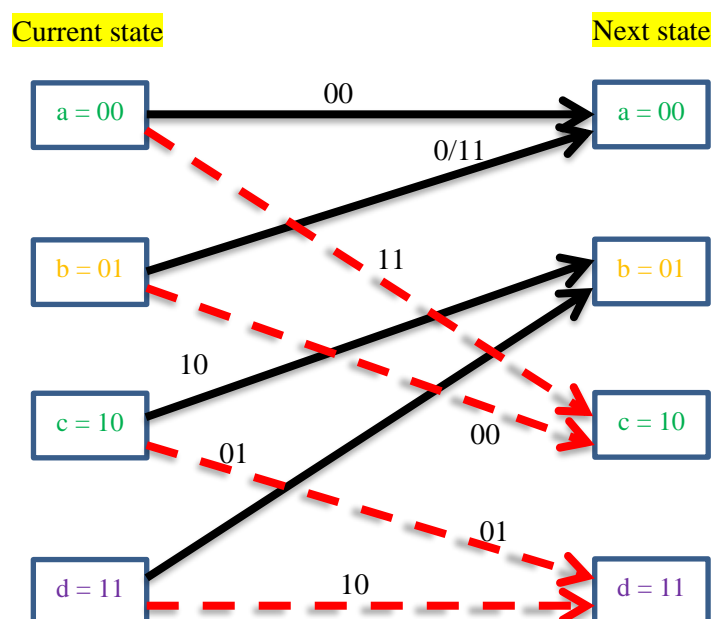 Current state
Next state
00
a = 00
a = 00
0/11
11
b = 01
b = 01
10
c = 10
c = 10
00
01
01
10
d = 11
d = 11